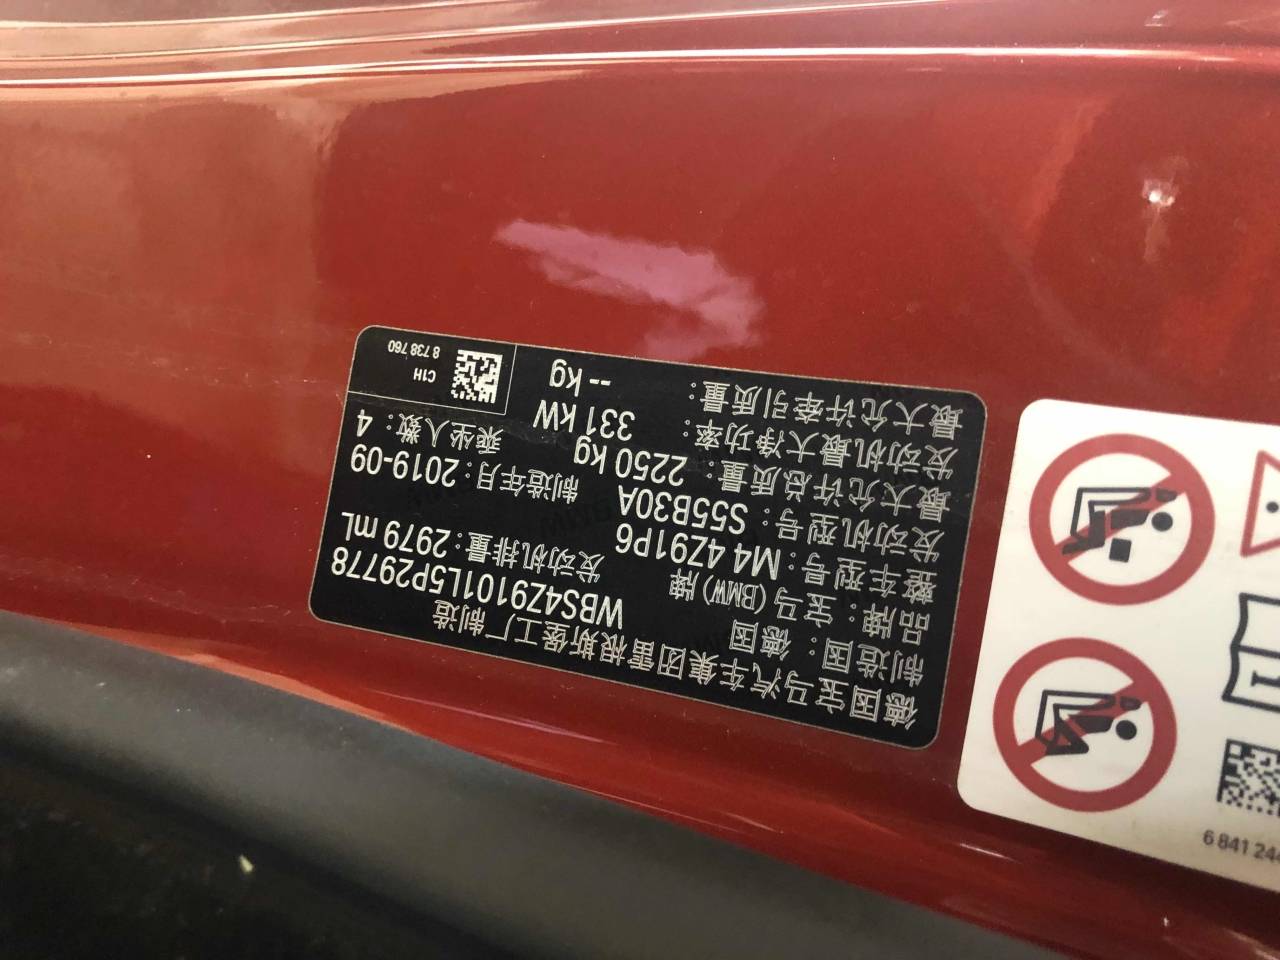 德国宝马汽车集团雷根斯堡工厂 制造
制造国：德国 WBS4Z9101L5P29778
品牌：宝马(BMW)牌
整车型号：M4 4Z91P6 发动机排量：2979 mL
发动机型号：S55B30A
最大允许总质量：2250 kg 制造年月：2019-09
发动机最大净功率：331 kW 乘坐人数：4
最大允许牵引质量：-- kg
C1H
8 738 760
6 841 244